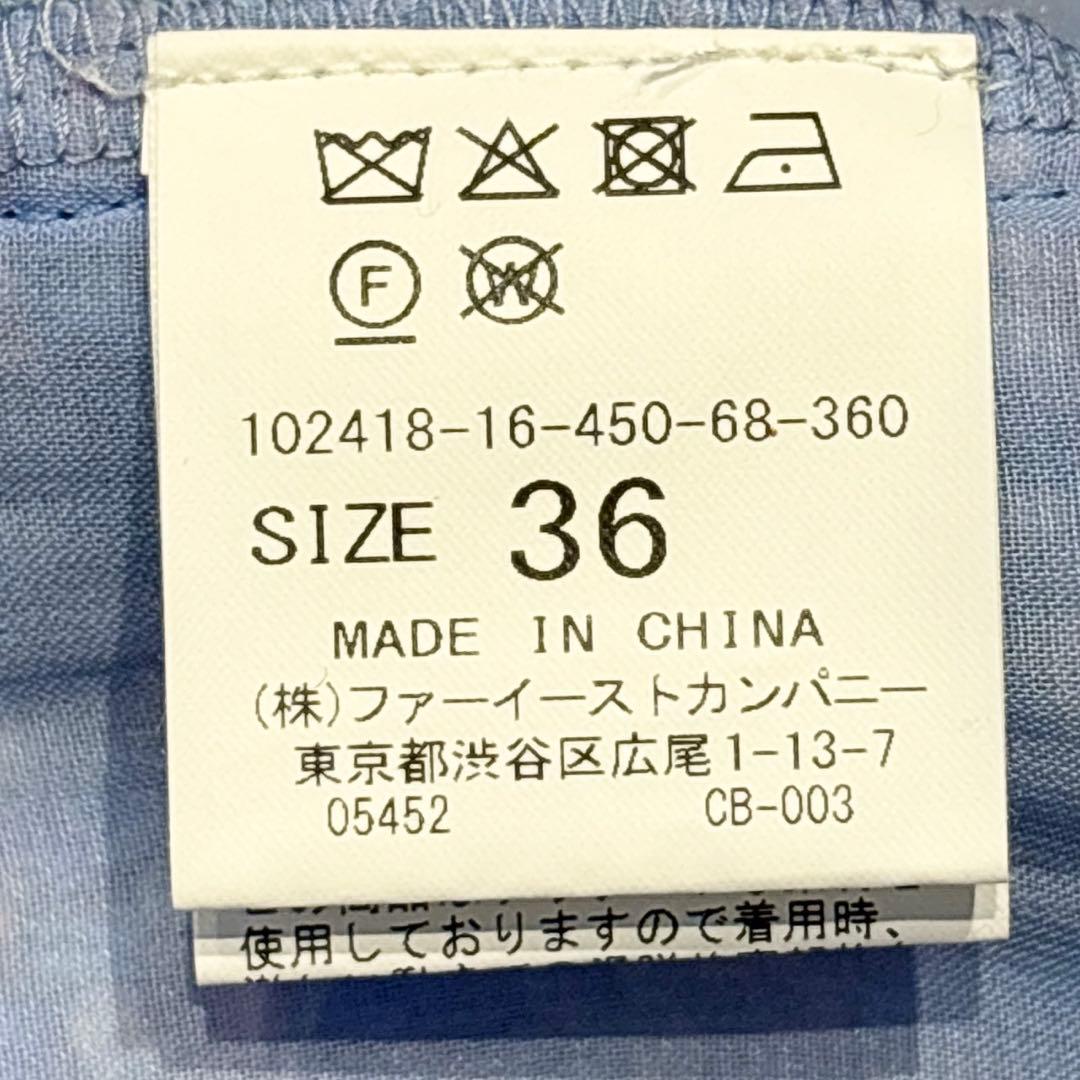 F
W
102418-16-450-68-360
SIZE 36
MADE IN CHINA
(株)ファーイーストカンパニー
東京都渋谷区広尾1-13-7
05452 CB-003
使用しておりますので着用時、